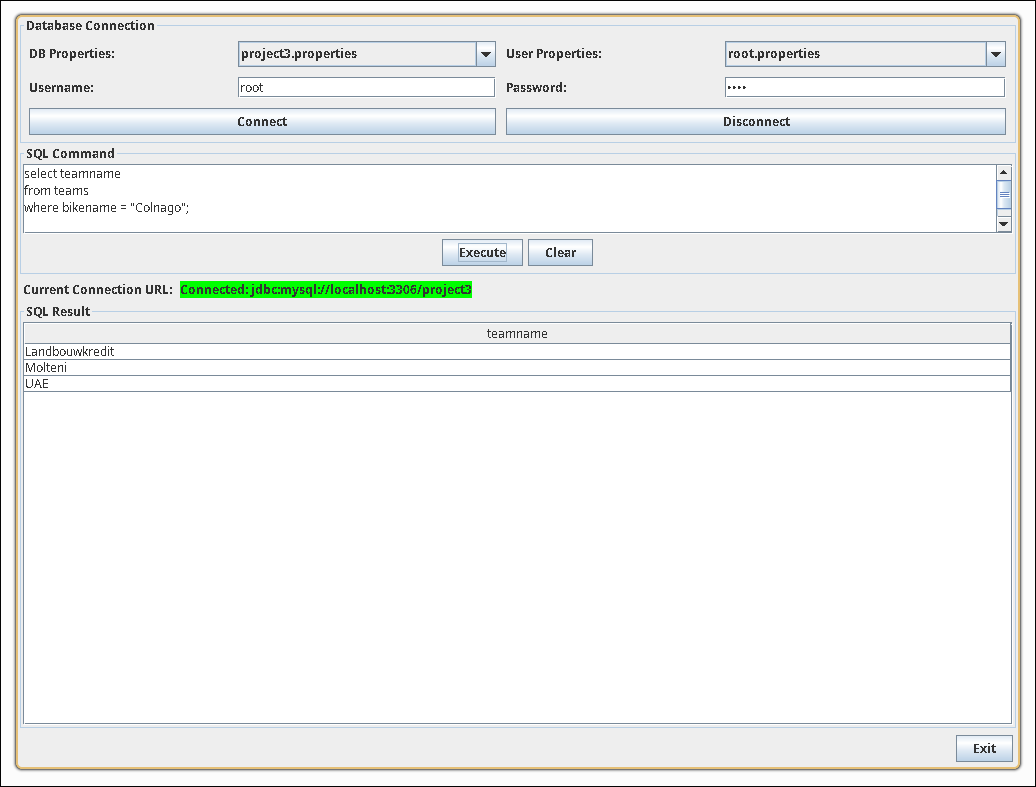 Database Connection
DB Properties: project3.properties User Properties: root.properties
Username: root Password: ••••
Connect Disconnect
SQL Command
select teamname
from teams
where bikename = "Colnago";
Execute Clear
Current Connection URL: Connected: jdbc:mysql://localhost:3306/project3
SQL Result
teamname
Landbouwkredit
Molteni
UAE
Exit